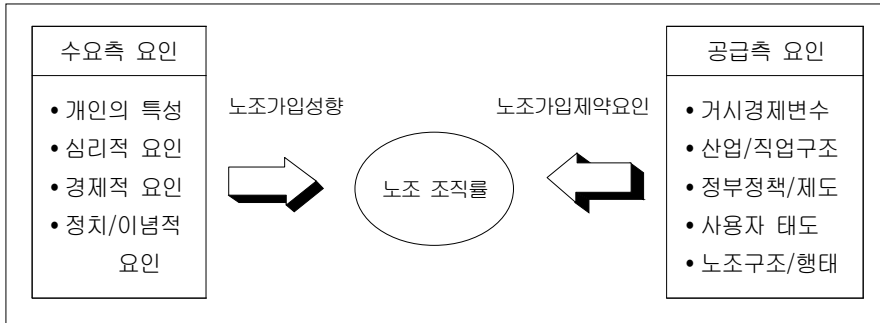 수요측 요인
• 개인의 특성
• 심리적 요인
• 경제적 요인
• 정치/이념적
요인
노조가입성향
노조 조직률
노조가입제약요인
공급측 요인
• 거시경제변수
• 산업/직업구조
• 정부정책/제도
• 사용자 태도
• 노조구조/행태